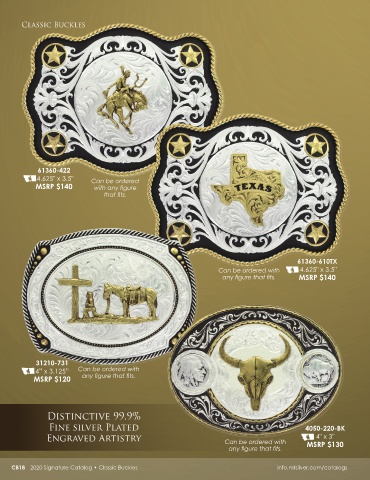 Classic Buckles
61360-422
4.625" x 3.5"
MSRP $140
Can be ordered
with any figure
that fits.
TEXAS
61360-610TX
4.625" x 3.5"
MSRP $140
Can be ordered with
any figure that fits.
31210-731
4" x 3.125"
MSRP $120
Can be ordered with
any figure that fits.
Distinctive 99.9%
Fine silver Plated
Engraved Artistry
4050-220-BK
4" x 3"
MSRP $130
Can be ordered with
any figure that fits.
CB18 2020 Signature Catalog • Classic Buckles
info.mtsilver.com/catalogs